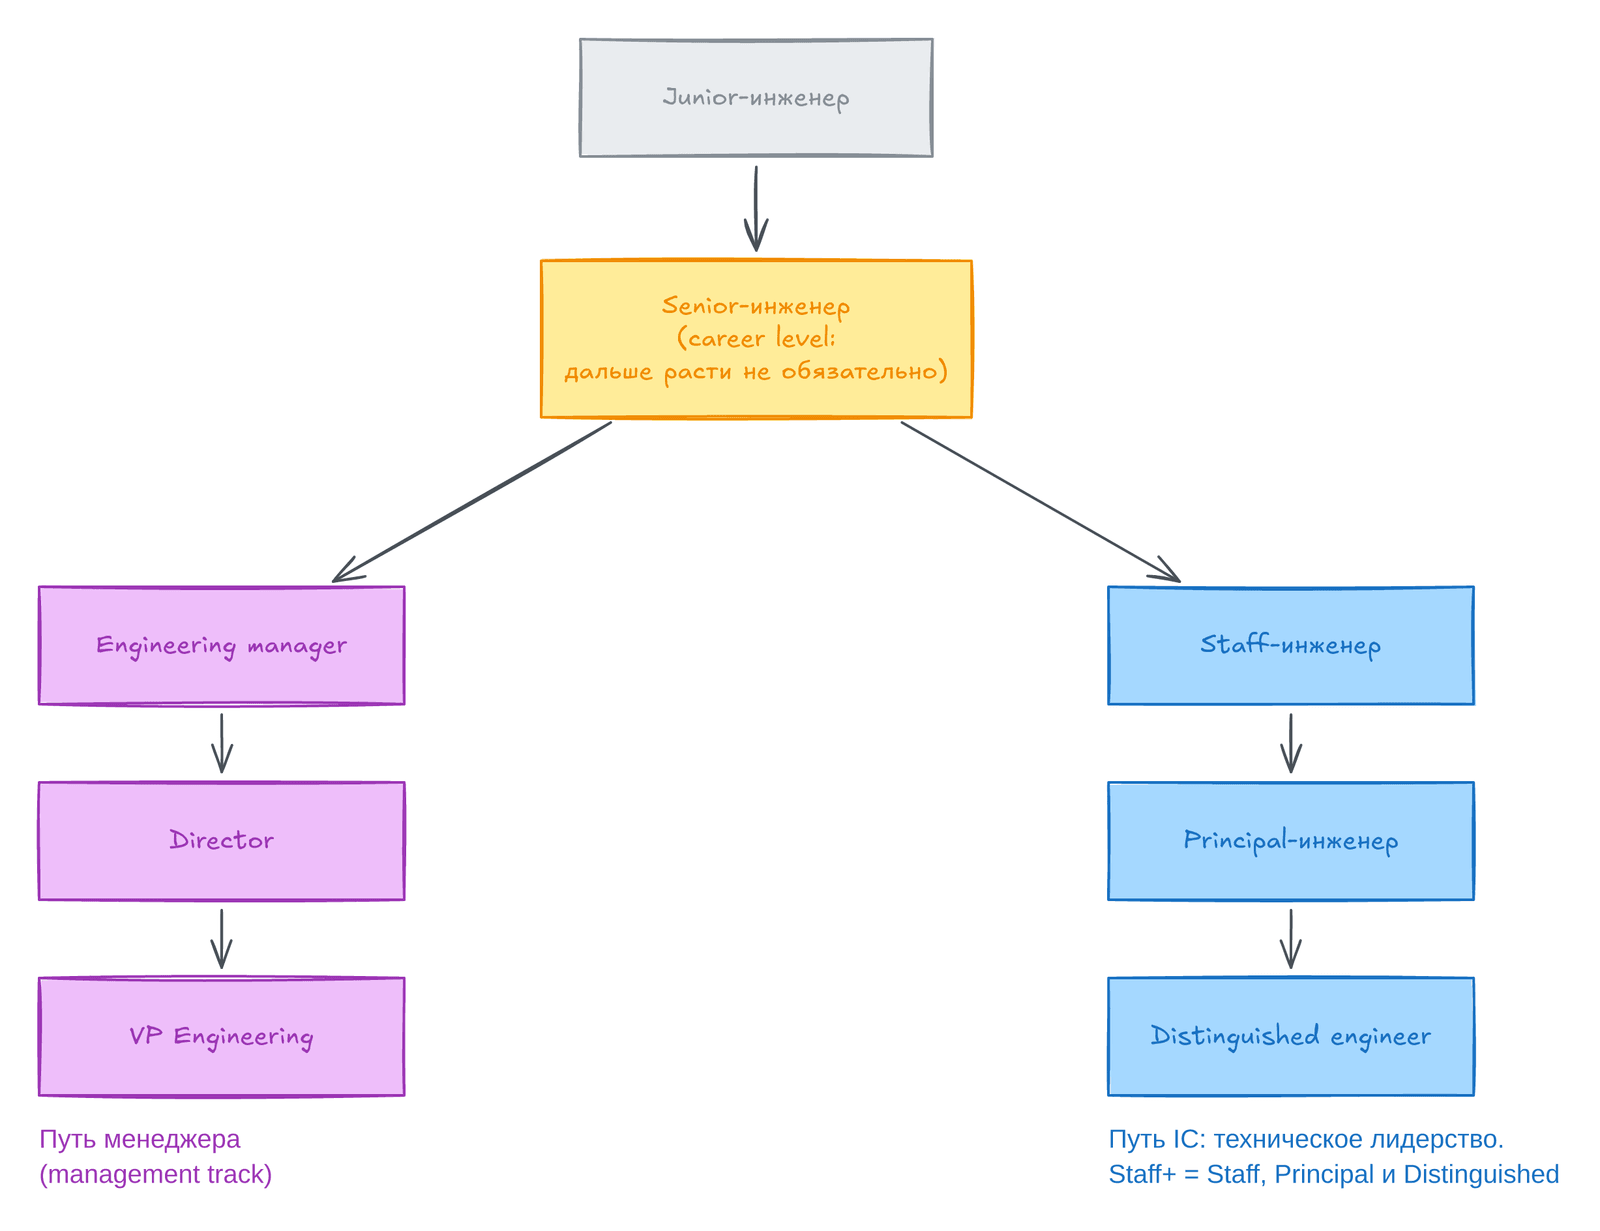 Junior-инженер
Senior-инженер
(career level:
дальше расти не обязательно)
Engineering manager
Staff-инженер
Director
Principal-инженер
VP Engineering
Distinguished engineer
Путь менеджера
(management track)
Путь IC: техническое лидерство.
Staff+ = Staff, Principal и Distinguished